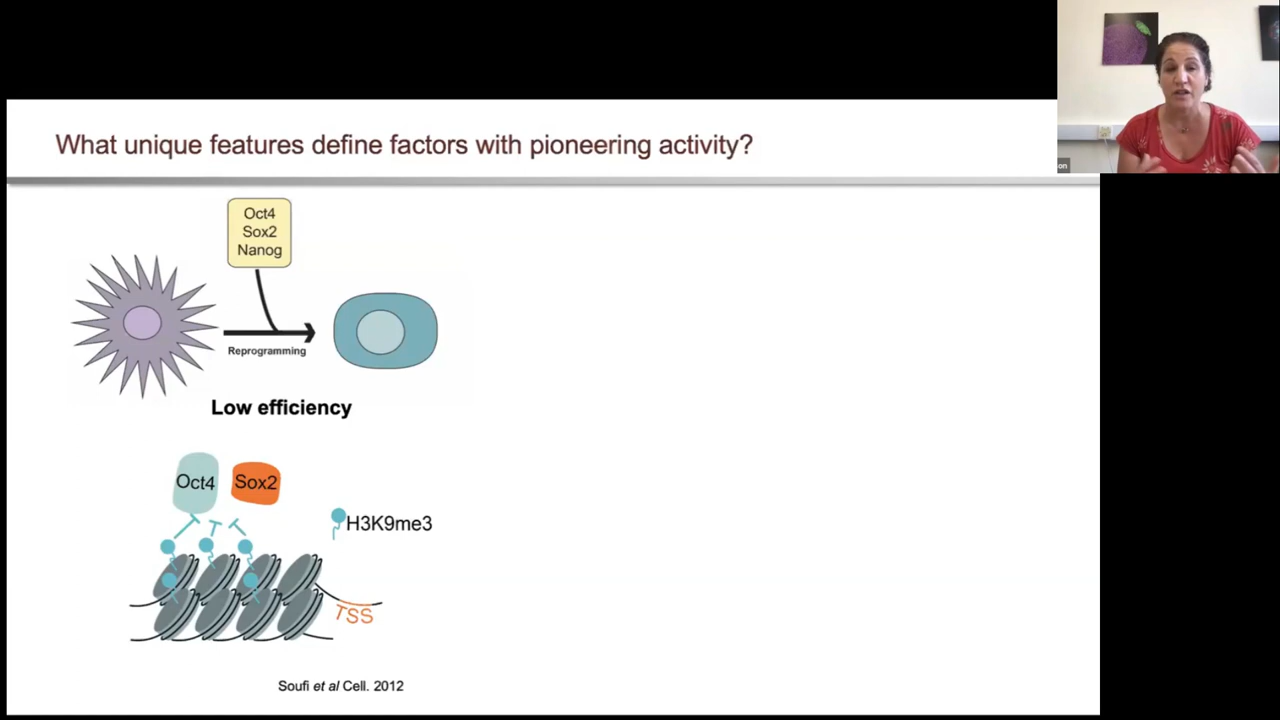 What unique features define factors with pioneering activity?
Oct4
Sox2
Nanog
Reprogramming
Low efficiency
Oct4
Sox2
H3K9me3
TSS
Soufi et al Cell. 2012
on